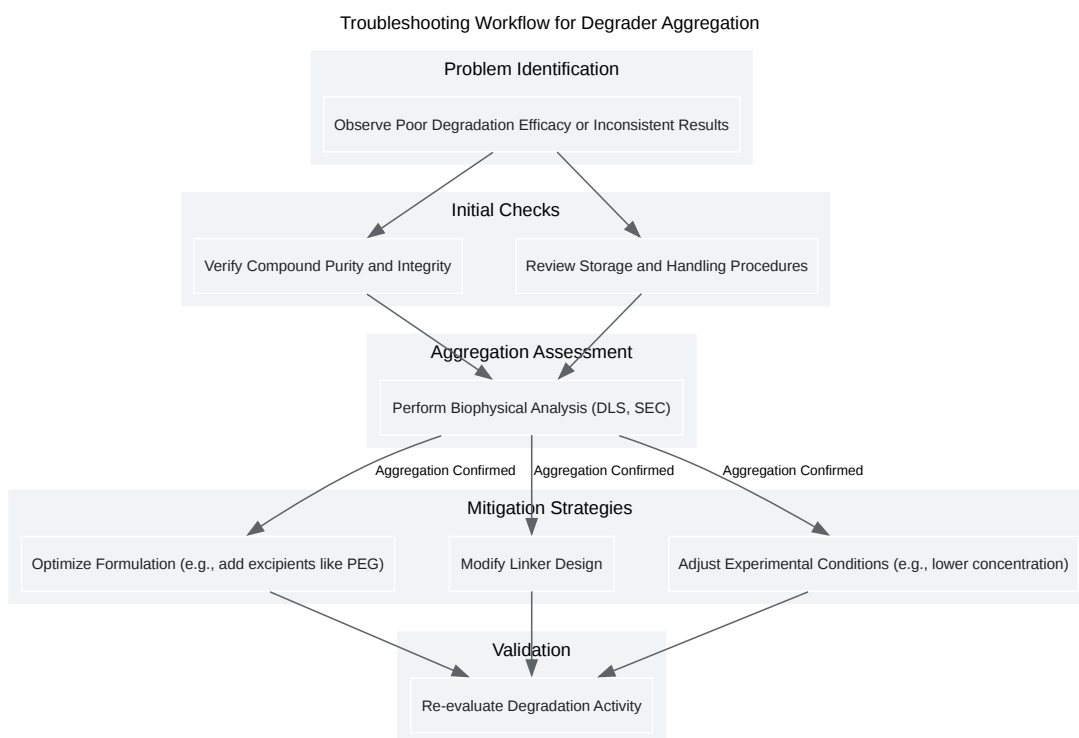 Troubleshooting Workflow for Degrader Aggregation
Problem Identification
Observe Poor Degradation Efficacy or Inconsistent Results
Initial Checks
Verify Compound Purity and Integrity
Review Storage and Handling Procedures
Aggregation Assessment
Perform Biophysical Analysis (DLS, SEC)
Aggregation Confirmed
Aggregation Confirmed
Aggregation Confirmed
Mitigation Strategies
Optimize Formulation (e.g., add excipients like PEG)
Modify Linker Design
Adjust Experimental Conditions (e.g., lower concentration)
Validation
Re-evaluate Degradation Activity